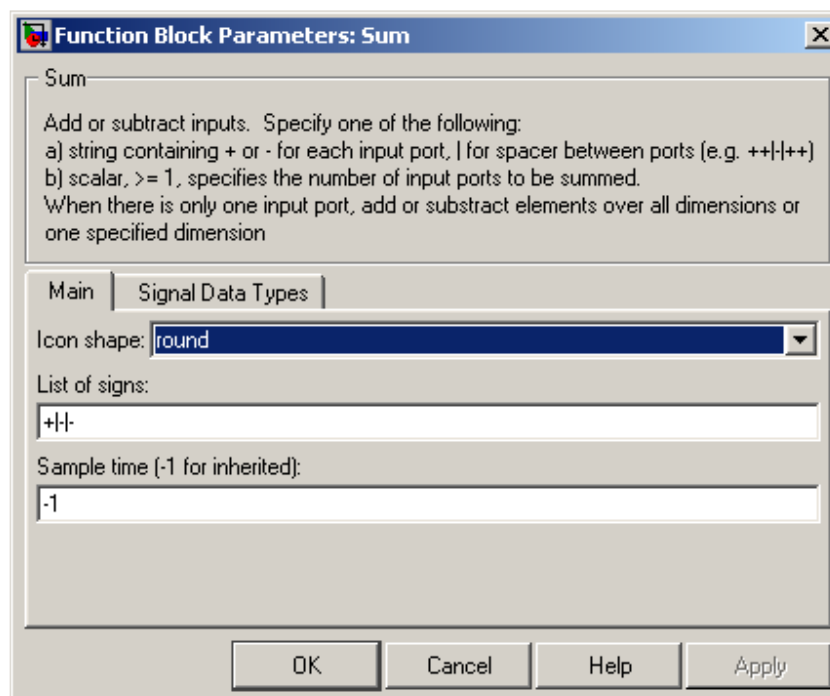 Function Block Parameters: Sum
Sum
Add or subtract inputs. Specify one of the following:
a) string containing + or - for each input port, | for spacer between ports (e.g. ++|-|++)
b) scalar, >= 1, specifies the number of input ports to be summed.
When there is only one input port, add or substract elements over all dimensions or
one specified dimension
Main
Signal Data Types
Icon shape: round
List of signs:
+|-|-
Sample time (-1 for inherited):
-1
OK
Cancel
Help
Apply